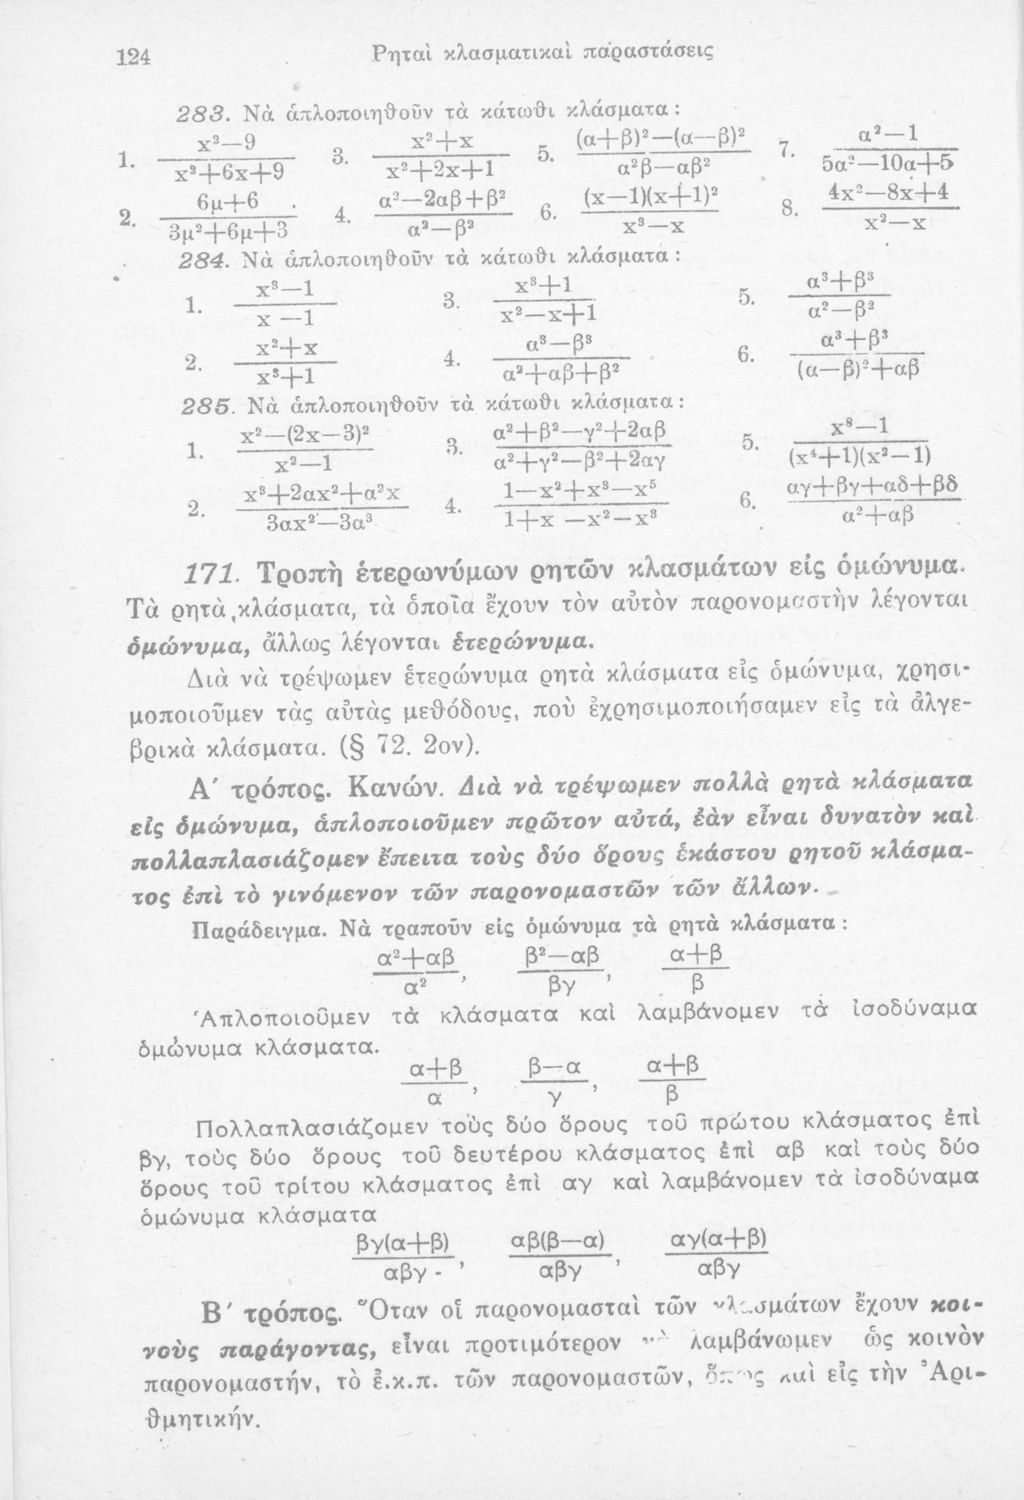 124 Ρηταὶ κλασματικαὶ παραστάσεις
283. Νὰ ἁπλοποιηθοῦν τὰ κάτωθι κλάσματα :
1. x²—9 / x²+6x+9 3. x²+x / x²+2x+1 5. (α+β)²—(α—β)² / α²β—αβ² 7. α²—1 / 5α²—10α+5
2. 6μ+6 / 3μ²+6μ+3 4. α²—2αβ+β² / α²—β² 6. (x—1)(x+1)² / x³—x 8. 4x²—8x+4 / x²—x
284. Νὰ ἁπλοποιηθοῦν τὰ κάτωθι κλάσματα :
1. x³—1 / x—1 3. x³+1 / x²—x+1 5. α³+β³ / α²—β²
2. x²+x / x³+1 4. α³—β³ / α²+αβ+β² 6. α³+β³ / (α—β)²+αβ
285. Νὰ ἁπλοποιηθοῦν τὰ κάτωθι κλάσματα :
1. x²—(2x—3)² / x²—1 3. α²+β²—γ²+2αβ / α²+γ²—β²+2αγ 5. x⁸—1 / (x⁴+1)(x²—1)
2. x³+2αx²+α²x / 3αx²—3α³ 4. 1—x²+x³—x⁵ / 1+x—x²—x³ 6. αγ+βγ+αδ+βδ / α²+αβ
171. Τροπὴ ἑτερωνύμων ρητῶν κλασμάτων εἰς ὁμώνυμα.
Τὰ ρητὰ κλάσματα, τὰ ὁποῖα ἔχουν τὸν αὐτὸν παρονομαστὴν λέγονται
ὁμώνυμα, ἄλλως λέγονται ἑτερώνυμα.
Διὰ νὰ τρέψωμεν ἑτερώνυμα ρητὰ κλάσματα εἰς ὁμώνυμα, χρησι-
μοποιοῦμεν τὰς αὐτὰς μεθόδους, ποὺ ἐχρησιμοποιήσαμεν εἰς τὰ ἀλγε-
βρικὰ κλάσματα. (§ 72. 2ον).
Α΄ τρόπος. Κανών. Διὰ νὰ τρέψωμεν πολλὰ ρητὰ κλάσματα
εἰς ὁμώνυμα, ἁπλοποιοῦμεν πρῶτον αὐτά, ἐὰν εἶναι δυνατὸν καὶ
πολλαπλασιάζομεν ἔπειτα τοὺς δύο ὅρους ἑκάστου ρητοῦ κλάσμα-
τος ἐπὶ τὸ γινόμενον τῶν παρονομαστῶν τῶν ἄλλων.
Παράδειγμα. Νὰ τραποῦν εἰς ὁμώνυμα τὰ ρητὰ κλάσματα :
α²+αβ / α² , β²—αβ / βγ , α+β / β
Ἁπλοποιοῦμεν τὰ κλάσματα καὶ λαμβάνομεν τὰ ἰσοδύναμα
ὁμώνυμα κλάσματα.
α+β / α , β—α / γ , α+β / β
Πολλαπλασιάζομεν τοὺς δύο ὅρους τοῦ πρώτου κλάσματος ἐπὶ
βγ, τοὺς δύο ὅρους τοῦ δευτέρου κλάσματος ἐπὶ αβ καὶ τοὺς δύο
ὅρους τοῦ τρίτου κλάσματος ἐπὶ αγ καὶ λαμβάνομεν τὰ ἰσοδύναμα
ὁμώνυμα κλάσματα
βγ(α+β) / αβγ , αβ(β—α) / αβγ , αγ(α+β) / αβγ
Β΄ τρόπος. Ὅταν οἱ παρονομασταὶ τῶν κλασμάτων ἔχουν κοι-
νοὺς παράγοντας, εἶναι προτιμότερον νὰ λαμβάνωμεν ὡς κοινὸν
παρονομαστήν, τὸ ἐ.κ.π. τῶν παρονομαστῶν, ὅπως καὶ εἰς τὴν Ἀρι-
θμητικήν.